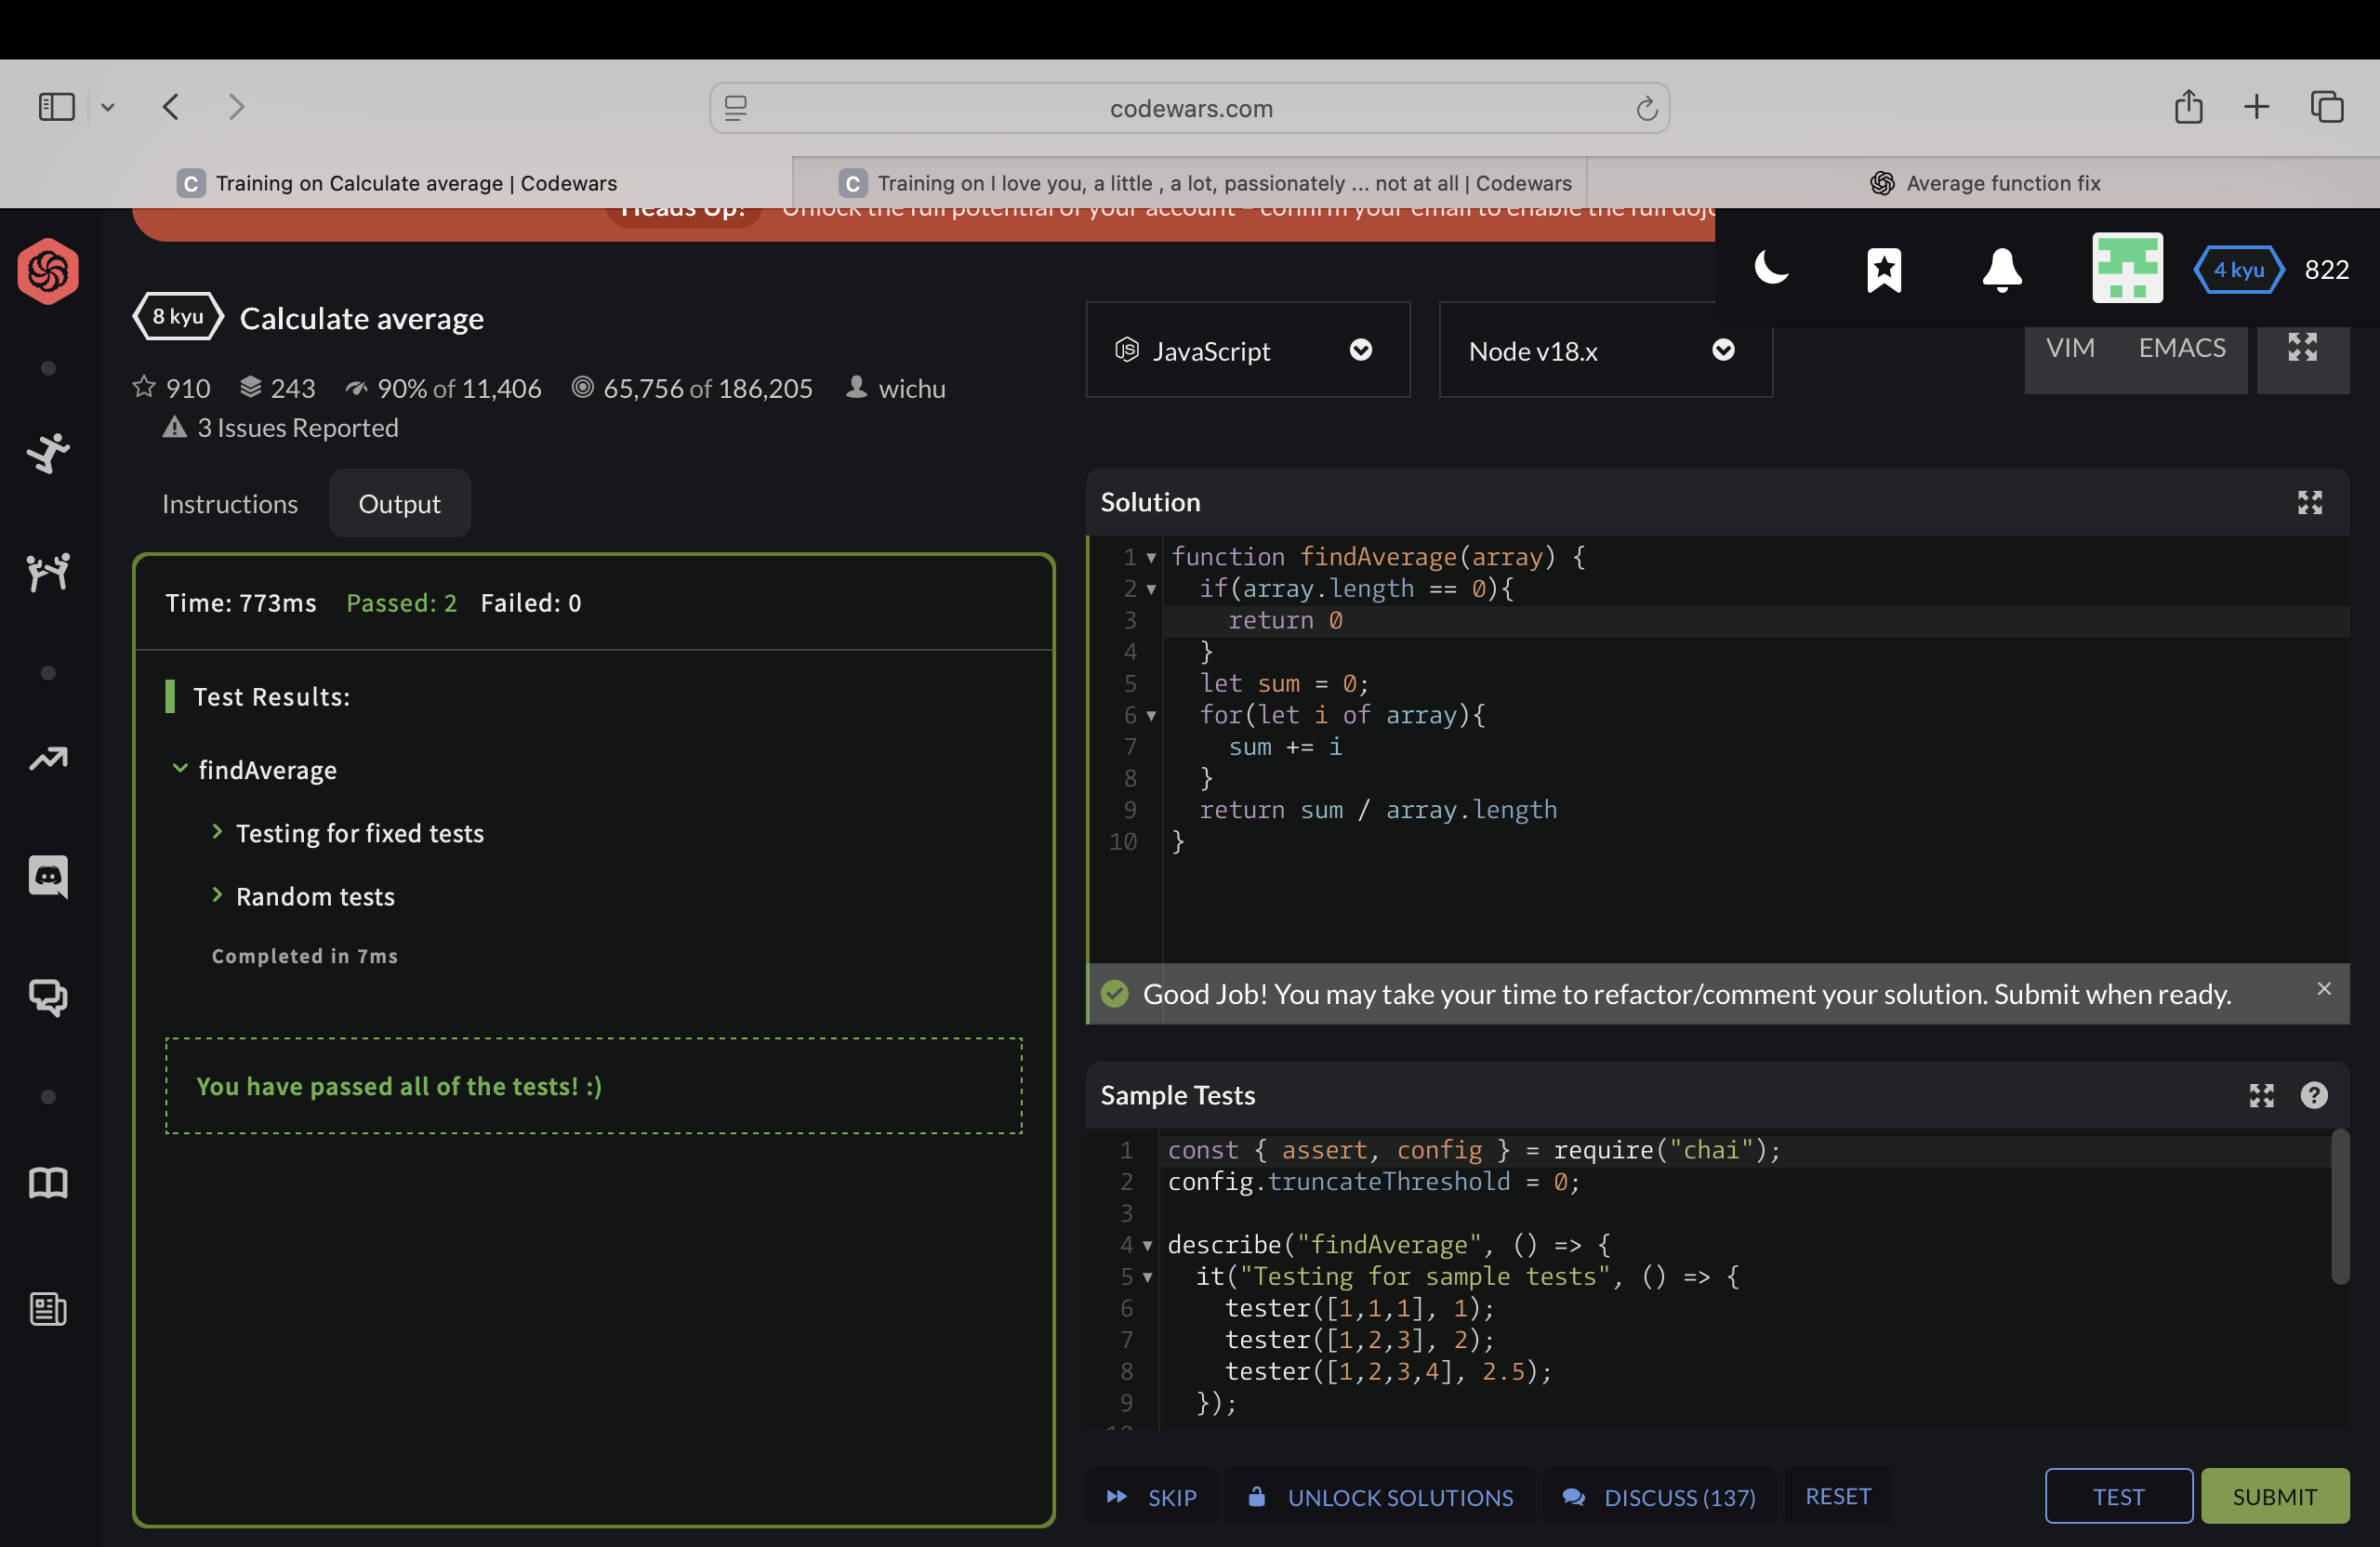 codewars.com
Training on Calculate average | Codewars
Training on I love you, a little , a lot, passionately ... not at all | Codewars
Average function fix
Heads Up! Unlock the full potential of your account – confirm your email to enable the full dojo
4 kyu 822
8 kyu Calculate average
910 243 90% of 11,406 65,756 of 186,205 wichu
3 Issues Reported
JavaScript
Node v18.x
VIM EMACS
Instructions Output
Time: 773ms Passed: 2 Failed: 0
Test Results:
findAverage
Testing for fixed tests
Random tests
Completed in 7ms
You have passed all of the tests! :)
Solution
1 function findAverage(array) {
2 if(array.length == 0){
3 return 0
4 }
5 let sum = 0;
6 for(let i of array){
7 sum += i
8 }
9 return sum / array.length
10 }
Good Job! You may take your time to refactor/comment your solution. Submit when ready.
Sample Tests
1 const { assert, config } = require("chai");
2 config.truncateThreshold = 0;
3
4 describe("findAverage", () => {
5 it("Testing for sample tests", () => {
6 tester([1,1,1], 1);
7 tester([1,2,3], 2);
8 tester([1,2,3,4], 2.5);
9 });
SKIP UNLOCK SOLUTIONS DISCUSS (137) RESET TEST SUBMIT